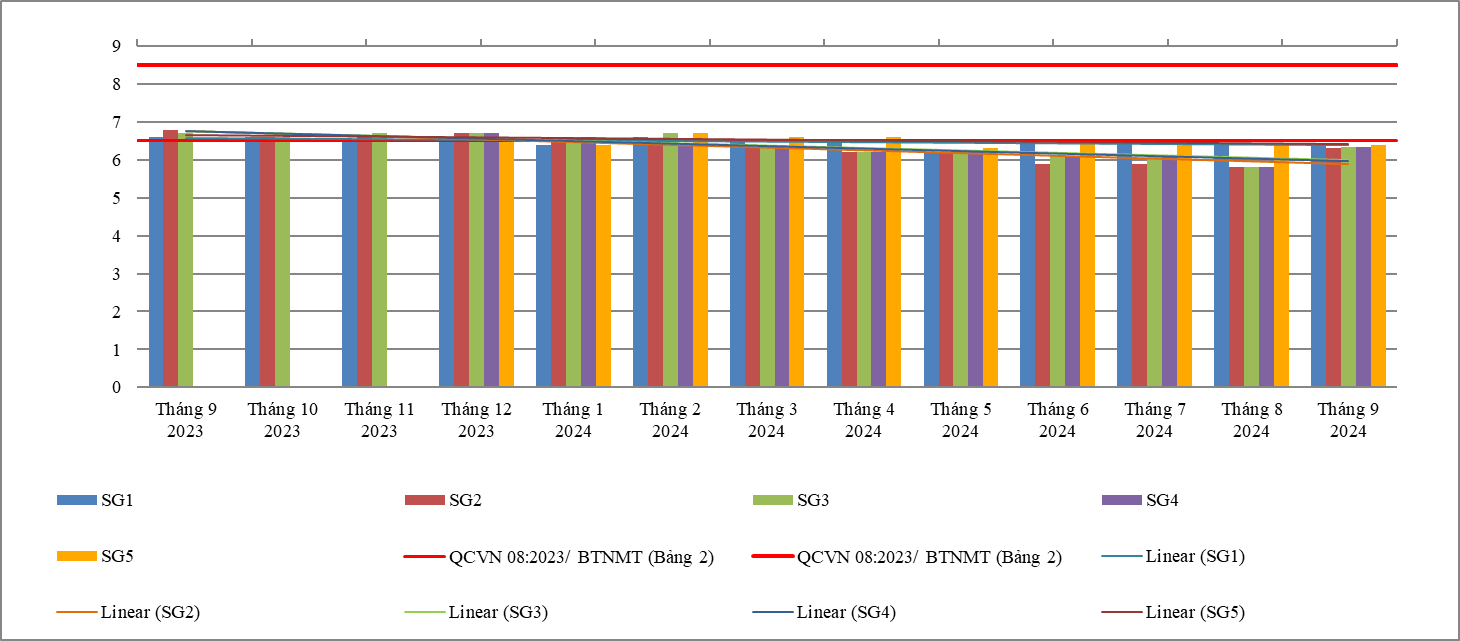 9
8
7
6
5
4
3
2
1
0
Tháng 9 2023
Tháng 10 2023
Tháng 11 2023
Tháng 12 2023
Tháng 1 2024
Tháng 2 2024
Tháng 3 2024
Tháng 4 2024
Tháng 5 2024
Tháng 6 2024
Tháng 7 2024
Tháng 8 2024
Tháng 9 2024
SG1
SG2
SG3
SG4
SG5
QCVN 08:2023/ BTNMT (Bảng 2)
QCVN 08:2023/ BTNMT (Bảng 2)
Linear (SG1)
Linear (SG2)
Linear (SG3)
Linear (SG4)
Linear (SG5)